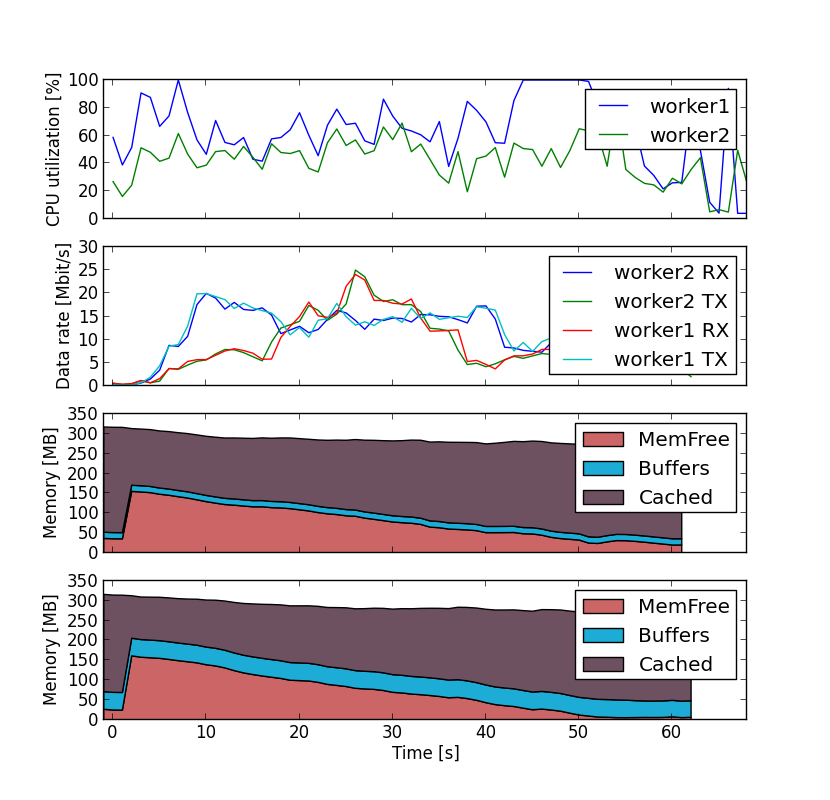 100
80
60
40
20
0
CPU utilization [%]
worker1
worker2
30
25
20
15
10
5
0
Data rate [Mbit/s]
worker2 RX
worker2 TX
worker1 RX
worker1 TX
350
300
250
200
150
100
50
0
Memory [MB]
MemFree
Buffers
Cached
350
300
250
200
150
100
50
0
Memory [MB]
MemFree
Buffers
Cached
0 10 20 30 40 50 60
Time [s]